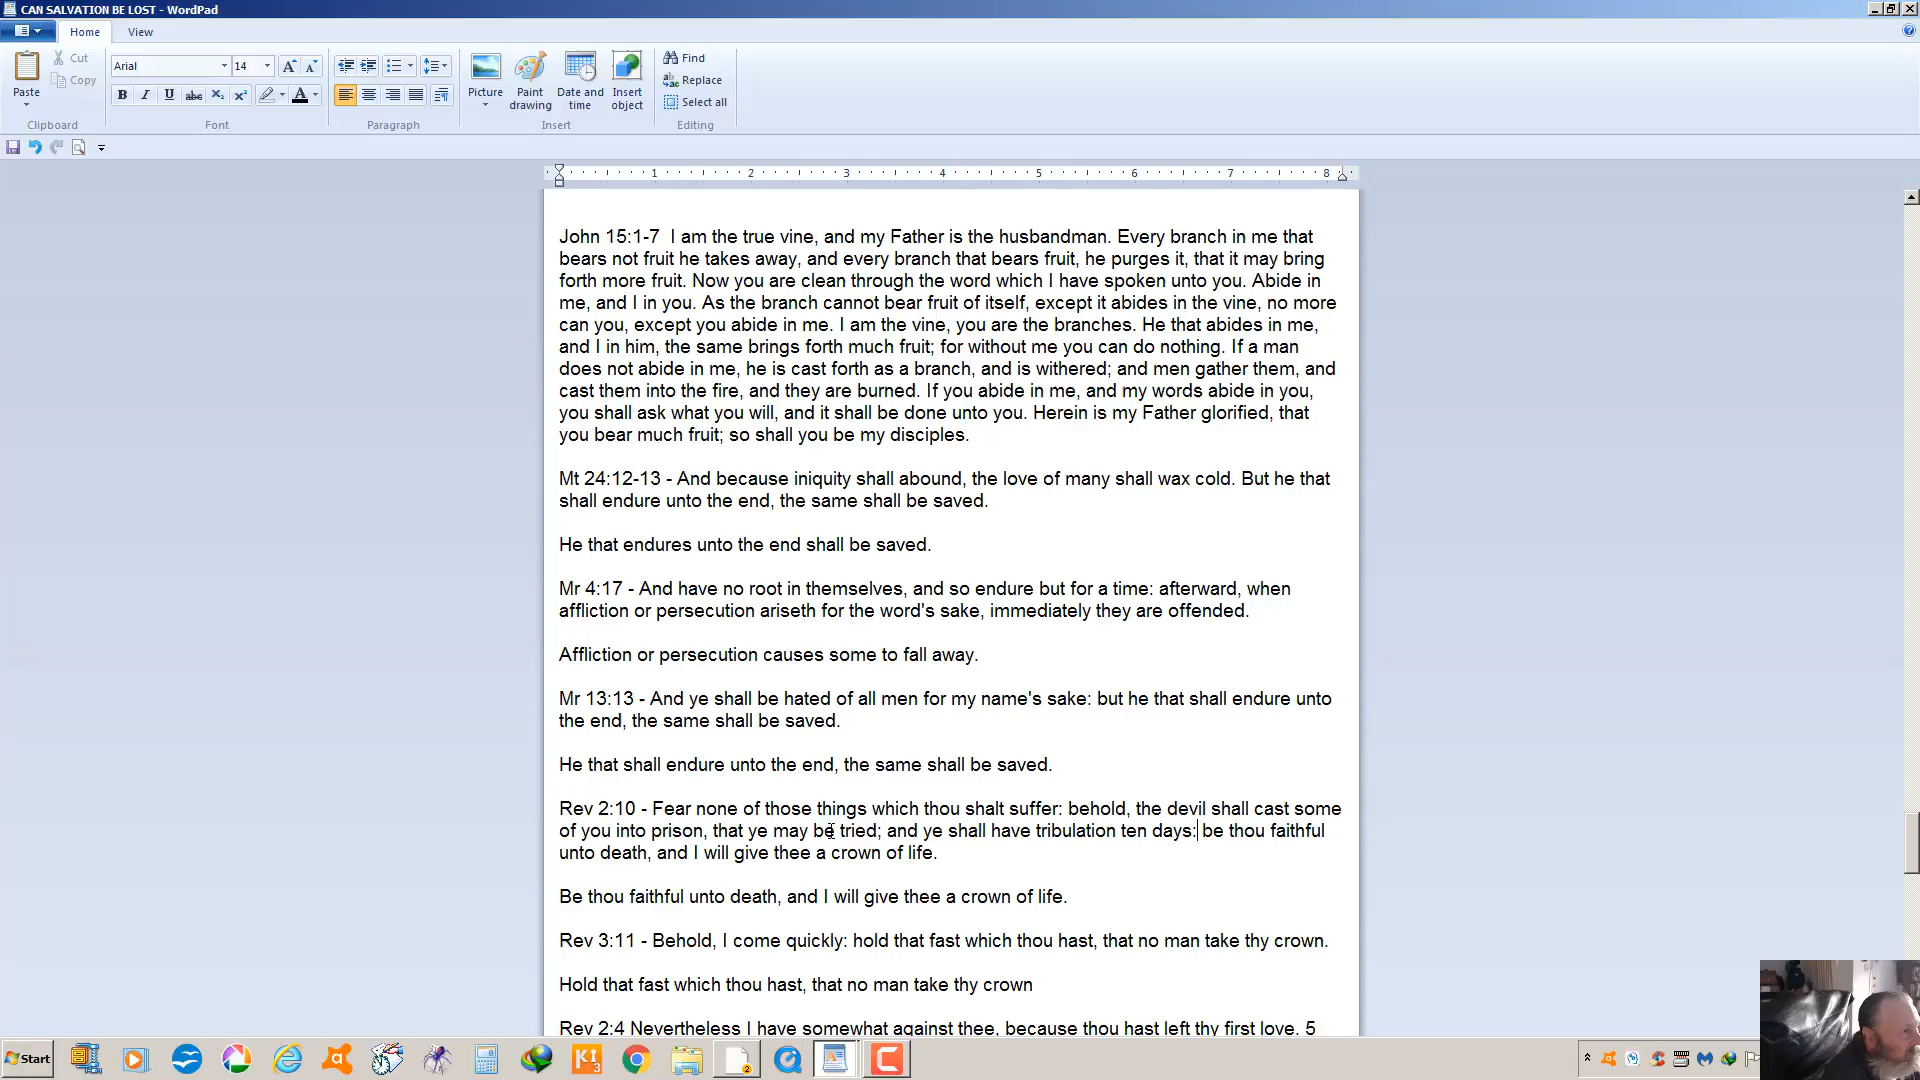 CAN SALVATION BE LOST - WordPad
Home
View
Paste
Cut
Copy
Clipboard
Arial
14
Font
Paragraph
Picture
Paint
drawing
Date and
time
Insert
object
Insert
Find
Replace
Select all
Editing
1 2 3 4 5 6 7 8
John 15:1-7  I am the true vine, and my Father is the husbandman. Every branch in me that
bears not fruit he takes away, and every branch that bears fruit, he purges it, that it may bring
forth more fruit. Now you are clean through the word which I have spoken unto you. Abide in
me, and I in you. As the branch cannot bear fruit of itself, except it abides in the vine, no more
can you, except you abide in me. I am the vine, you are the branches. He that abides in me,
and I in him, the same brings forth much fruit; for without me you can do nothing. If a man
does not abide in me, he is cast forth as a branch, and is withered; and men gather them, and
cast them into the fire, and they are burned. If you abide in me, and my words abide in you,
you shall ask what you will, and it shall be done unto you. Herein is my Father glorified, that
you bear much fruit; so shall you be my disciples.
Mt 24:12-13 - And because iniquity shall abound, the love of many shall wax cold. But he that
shall endure unto the end, the same shall be saved.
He that endures unto the end shall be saved.
Mr 4:17 - And have no root in themselves, and so endure but for a time: afterward, when
affliction or persecution ariseth for the word's sake, immediately they are offended.
Affliction or persecution causes some to fall away.
Mr 13:13 - And ye shall be hated of all men for my name's sake: but he that shall endure unto
the end, the same shall be saved.
He that shall endure unto the end, the same shall be saved.
Rev 2:10 - Fear none of those things which thou shalt suffer: behold, the devil shall cast some
of you into prison, that ye may be tried; and ye shall have tribulation ten days: be thou faithful
unto death, and I will give thee a crown of life.
Be thou faithful unto death, and I will give thee a crown of life.
Rev 3:11 - Behold, I come quickly: hold that fast which thou hast, that no man take thy crown.
Hold that fast which thou hast, that no man take thy crown
Rev 2:4 Nevertheless I have somewhat against thee, because thou hast left thy first love. 5
Start